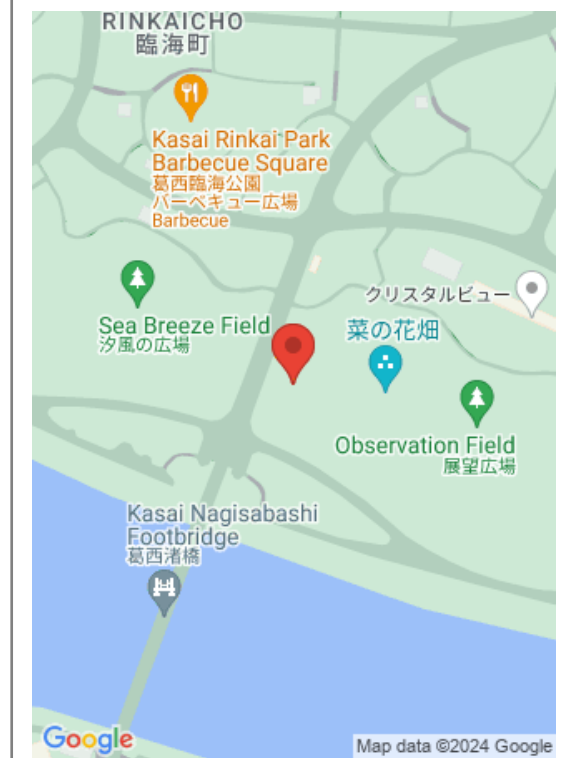 RINKAICHO
臨海町
Kasai Rinkai Park
Barbecue Square
葛西臨海公園
バーベキュー広場
Barbecue
クリスタルビュー
Sea Breeze Field
汐風の広場
菜の花畑
Observation Field
展望広場
Kasai Nagisabashi
Footbridge
葛西渚橋
Google
Map data ©2024 Google